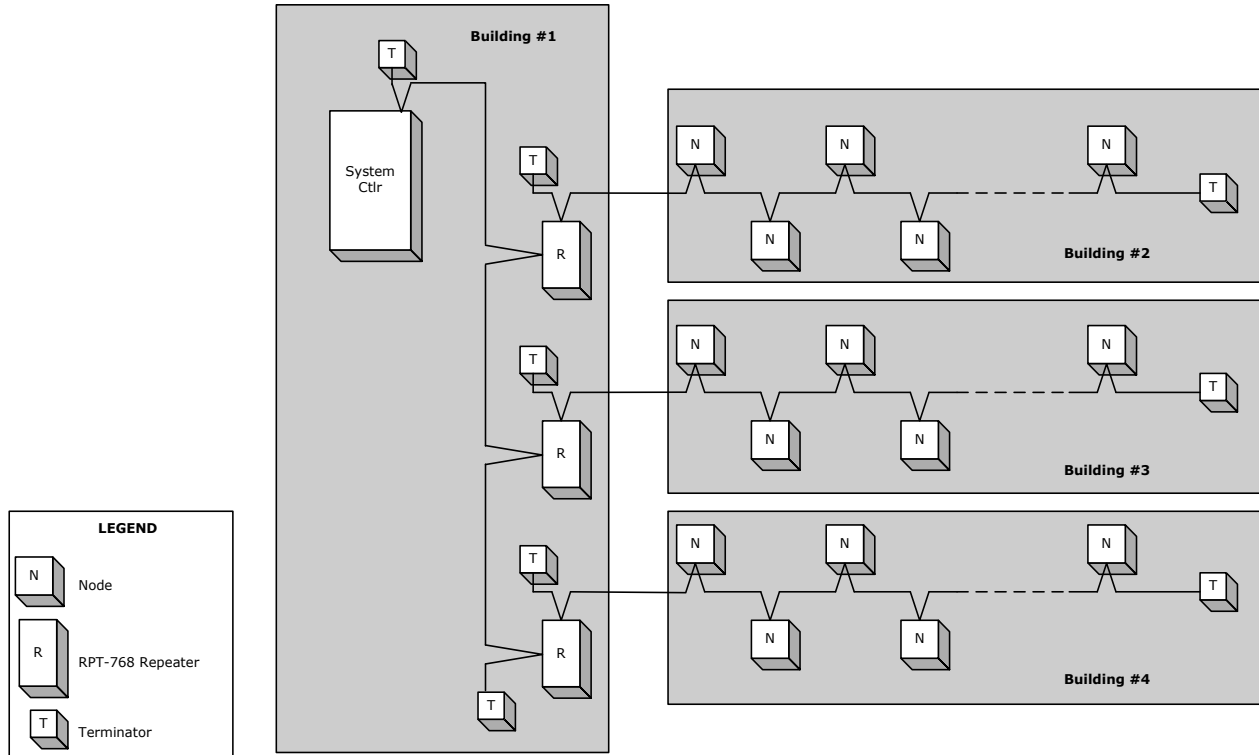 Building #1
T
System
Ctlr
T
R
N
N
N
N
N
T
Building #2
T
R
N
N
N
N
N
T
Building #3
T
R
T
N
N
N
N
N
T
Building #4
LEGEND
N
Node
R
RPT-768 Repeater
T
Terminator